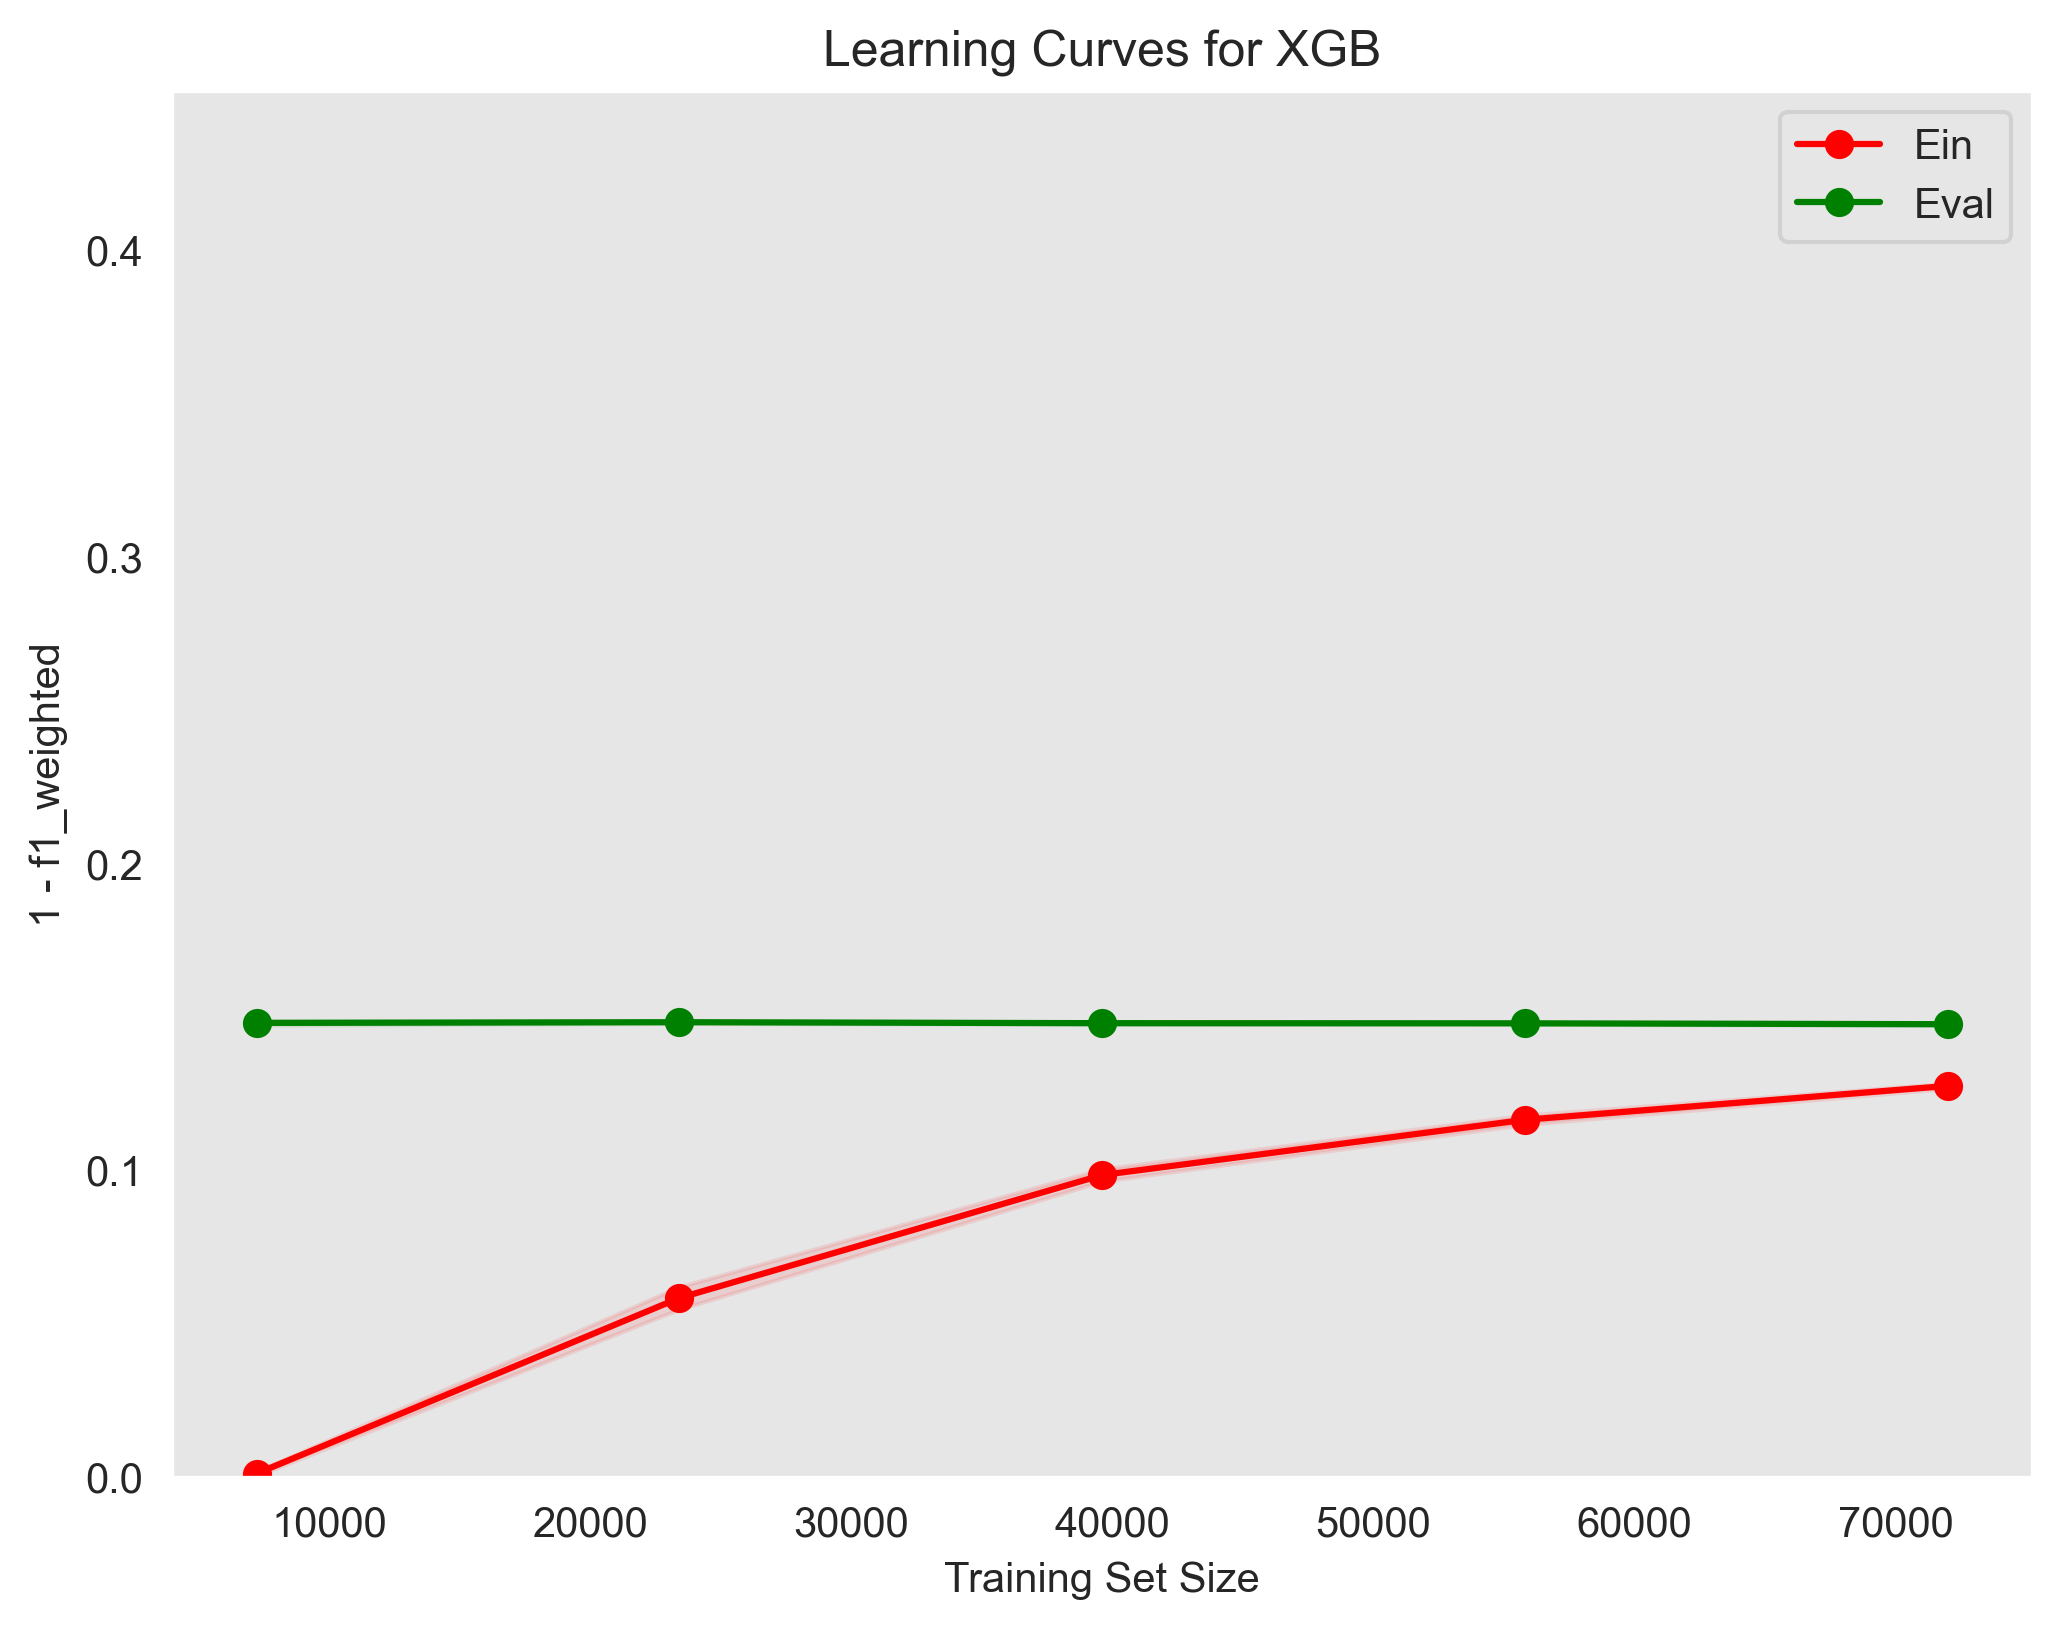 Learning Curves for XGB
Ein
Eval
0.4
0.3
0.2
0.1
0.0
1 - f1_weighted
10000 20000 30000 40000 50000 60000 70000
Training Set Size